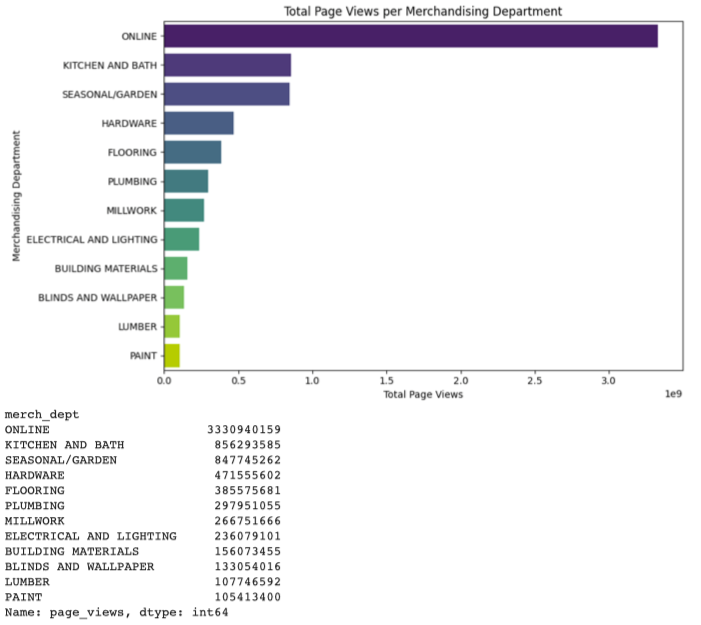 Total Page Views per Merchandising Department
Merchandising Department
ONLINE
KITCHEN AND BATH
SEASONAL/GARDEN
HARDWARE
FLOORING
PLUMBING
MILLWORK
ELECTRICAL AND LIGHTING
BUILDING MATERIALS
BLINDS AND WALLPAPER
LUMBER
PAINT
0.0 0.5 1.0 1.5 2.0 2.5 3.0
Total Page Views
1e9
merch_dept
ONLINE 3330940159
KITCHEN AND BATH 856293585
SEASONAL/GARDEN 847745262
HARDWARE 471555602
FLOORING 385575681
PLUMBING 297951055
MILLWORK 266751666
ELECTRICAL AND LIGHTING 236079101
BUILDING MATERIALS 156073455
BLINDS AND WALLPAPER 133054016
LUMBER 107746592
PAINT 105413400
Name: page_views, dtype: int64